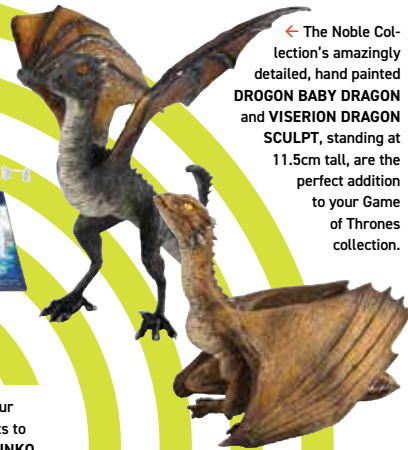 ← The Noble Col-
lection's amazingly
detailed, hand painted
DROGON BABY DRAGON
and VISERION DRAGON
SCULPT, standing at
11.5cm tall, are the
perfect addition
to your Game
of Thrones
collection.
ur
ts to
NKO